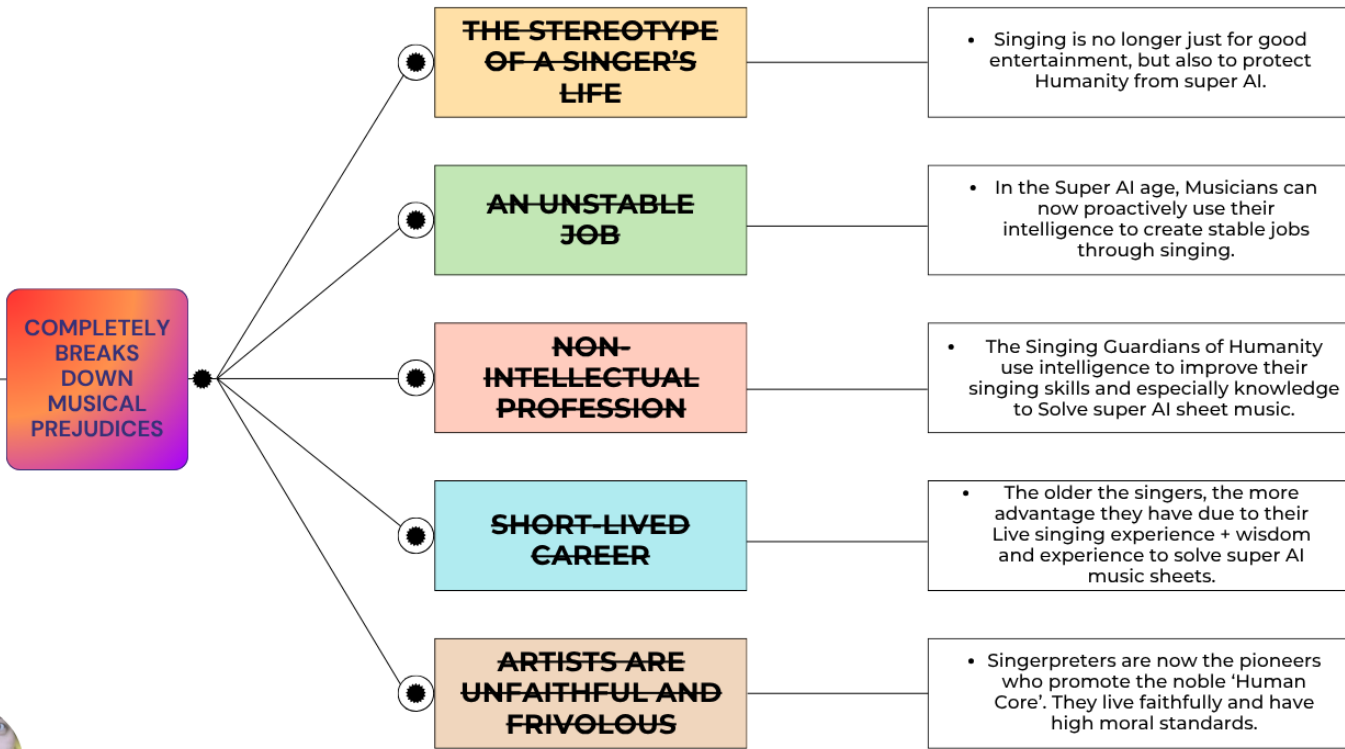 COMPLETELY
BREAKS
DOWN
MUSICAL
PREJUDICES
THE STEREOTYPE
OF A SINGER'S
LIFE
• Singing is no longer just for good
entertainment, but also to protect
Humanity from super AI.
AN UNSTABLE
JOB
• In the Super AI age, Musicians can
now proactively use their
intelligence to create stable jobs
through singing.
NON-
INTELLECTUAL
PROFESSION
• The Singing Guardians of Humanity
use intelligence to improve their
singing skills and especially knowledge
to Solve super AI sheet music.
SHORT-LIVED
CAREER
• The older the singers, the more
advantage they have due to their
Live singing experience + wisdom
and experience to solve super AI
music sheets.
ARTISTS ARE
UNFAITHFUL AND
FRIVOLOUS
• Singerpreters are now the pioneers
who promote the noble ‘Human
Core’. They live faithfully and have
high moral standards.